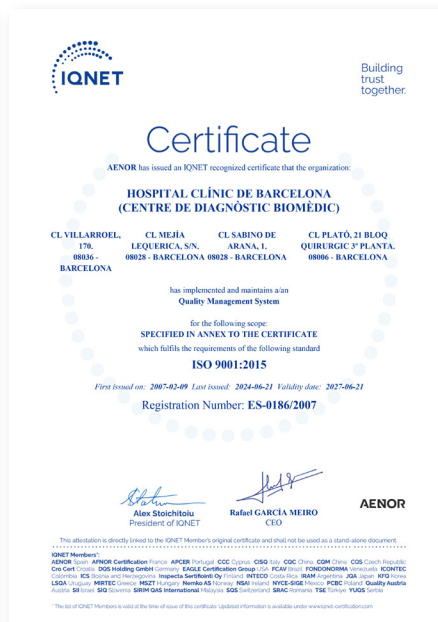 IQNET
Building
trust
together.
Certificate
AENOR has issued an IQNET recognized certificate that the organization:
HOSPITAL CLÍNIC DE BARCELONA
(CENTRE DE DIAGNÒSTIC BIOMÈDIC)
CL VILLARROEL,
170.
08036 -
BARCELONA
CL MEJÍA
LEQUERICA, S/N.
08028 - BARCELONA
CL SABINO DE
ARANA, 1.
08028 - BARCELONA
CL PLATÓ, 21 BLOQ
QUIRURGIC 3ª PLANTA.
08006 - BARCELONA
has implemented and maintains a/an
Quality Management System
for the following scope:
SPECIFIED IN ANNEX TO THE CERTIFICATE
which fulfils the requirements of the following standard
ISO 9001:2015
First issued on: 2007-02-09 Last issued: 2024-06-21 Validity date: 2027-06-21
Registration Number: ES-0186/2007
Alex Stoichitoiu
President of IQNET
Rafael GARCÍA MEIRO
CEO
AENOR
This attestation is directly linked to the IQNET Member's original certificate and shall not be used as a stand-alone document.
IQNET Members*:
AENOR Spain AFNOR Certification France APCER Portugal CCC Cyprus CISQ Italy CQC China CQM China CQS Czech Republic
Cro Cert Croatia DQS Holding GmbH Germany EAGLE Certification Group USA FCAV Brazil FONDONORMA Venezuela ICONTEC
Colombia ICS Bosnia and Herzegovina Inspecta Sertifiointi Oy Finland INTECO Costa Rica IRAM Argentina JQA Japan KFQ Korea
LSQA Uruguay MIRTEC Greece MSZT Hungary Nemko AS Norway NSAI Ireland NYCE-SIGE Mexico PCBC Poland Quality Austria
Austria SII Israel SIQ Slovenia SIRIM QAS International Malaysia SQS Switzerland SRAC Romania TSE Türkiye YUQS Serbia
* The list of IQNET Members is valid at the time of issue of this certificate. Updated information is available under www.iqnet-certification.com